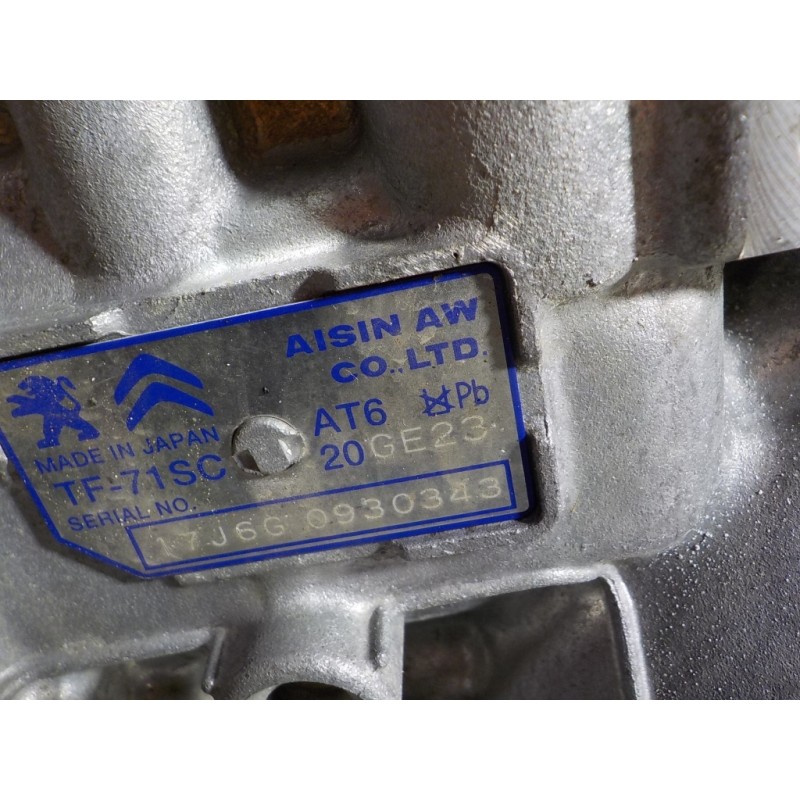 AISIN AW
CO.,LTD.
MADE IN JAPAN
AT6 Pb
TF-71SC
20GE23
SERIAL NO.
17J6G 0930343